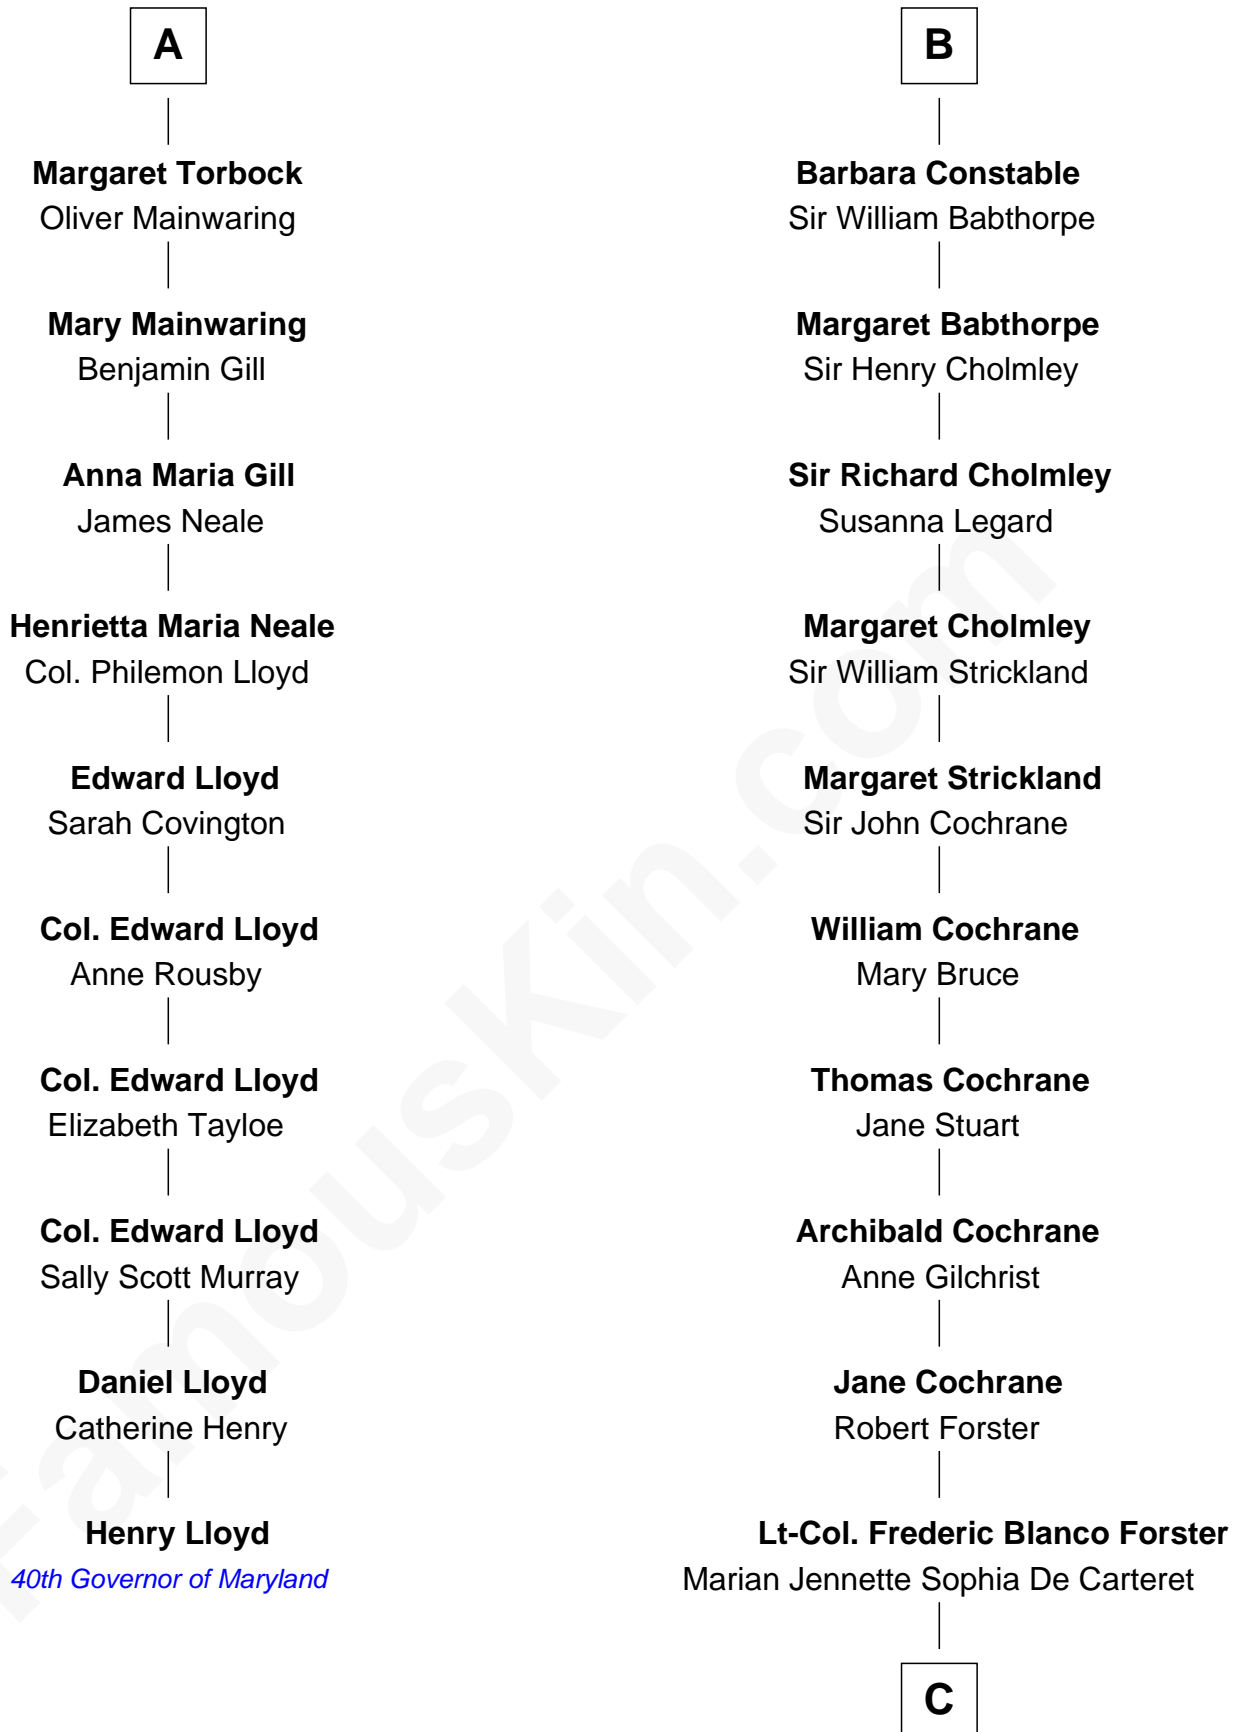 A
Margaret Torbock
Oliver Mainwaring
Mary Mainwaring
Benjamin Gill
Anna Maria Gill
James Neale
Henrietta Maria Neale
Col. Philemon Lloyd
Edward Lloyd
Sarah Covington
Col. Edward Lloyd
Anne Rousby
Col. Edward Lloyd
Elizabeth Tayloe
Col. Edward Lloyd
Sally Scott Murray
Daniel Lloyd
Catherine Henry
Henry Lloyd
40th Governor of Maryland
B
Barbara Constable
Sir William Babthorpe
Margaret Babthorpe
Sir Henry Cholmley
Sir Richard Cholmley
Susanna Legard
Margaret Cholmley
Sir William Strickland
Margaret Strickland
Sir John Cochrane
William Cochrane
Mary Bruce
Thomas Cochrane
Jane Stuart
Archibald Cochrane
Anne Gilchrist
Jane Cochrane
Robert Forster
Lt-Col. Frederic Blanco Forster
Marian Jennette Sophia De Carteret
C
FamousKin.com